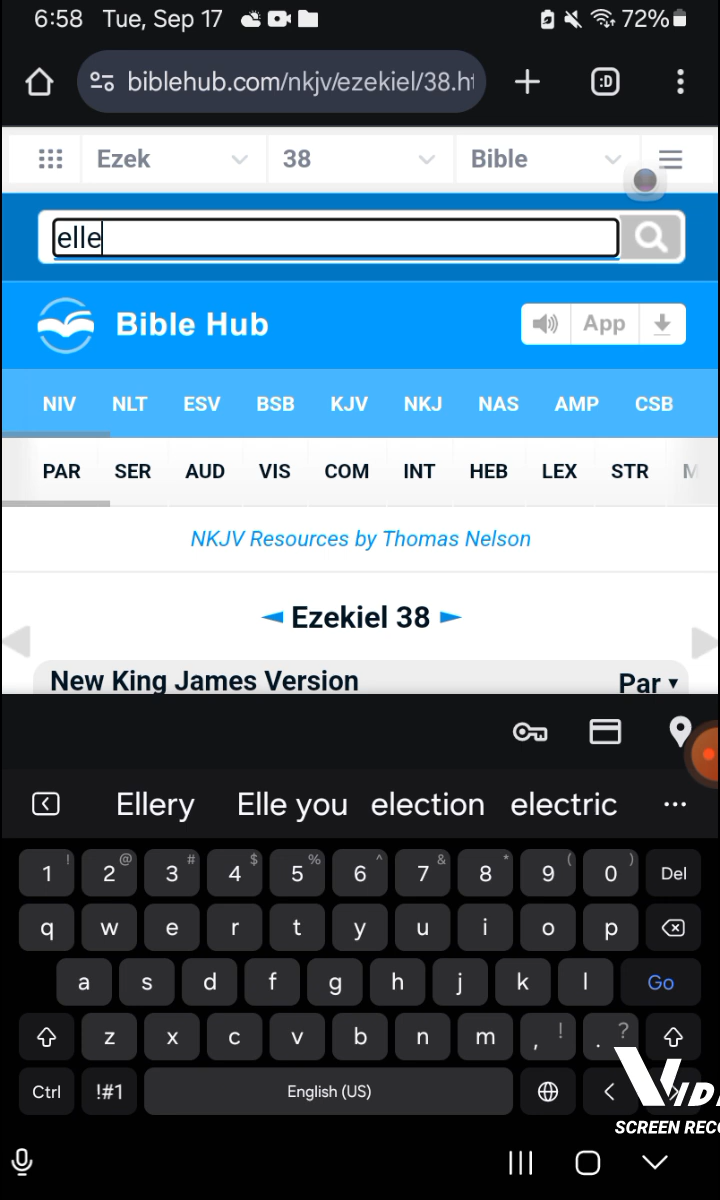 6:58 Tue, Sep 17 72%
biblehub.com/nkjv/ezekiel/38.ht :D
Ezek 38 Bible
elle
Bible Hub App
NIV NLT ESV BSB KJV NKJ NAS AMP CSB
PAR SER AUD VIS COM INT HEB LEX STR M
NKJV Resources by Thomas Nelson
◄ Ezekiel 38 ►
New King James Version Par ▾
Ellery Elle you election electric ...
1 ! 2 @ 3 # 4 $ 5 % 6 ^ 7 & 8 * 9 ( 0 ) Del
q w e r t y u i o p
a s d f g h j k l Go
z x c v b n m , ! . ?
Ctrl !#1 English (US) <
VID
SCREEN REC